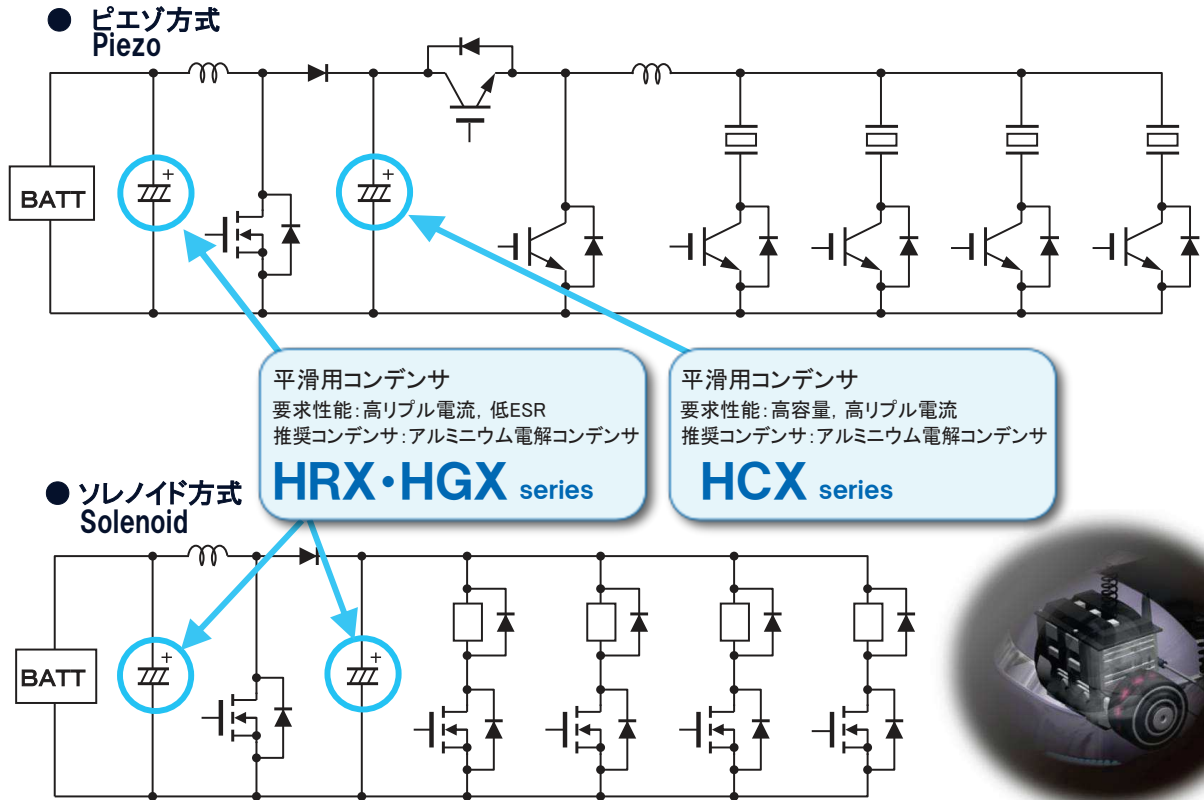 ● ピエゾ方式
Piezo
BATT
+
+
平滑用コンデンサ
要求性能:高リプル電流, 低ESR
推奨コンデンサ:アルミニウム電解コンデンサ
HRX・HGX series
平滑用コンデンサ
要求性能:高容量, 高リプル電流
推奨コンデンサ:アルミニウム電解コンデンサ
HCX series
● ソレノイド方式
Solenoid
BATT
+
+